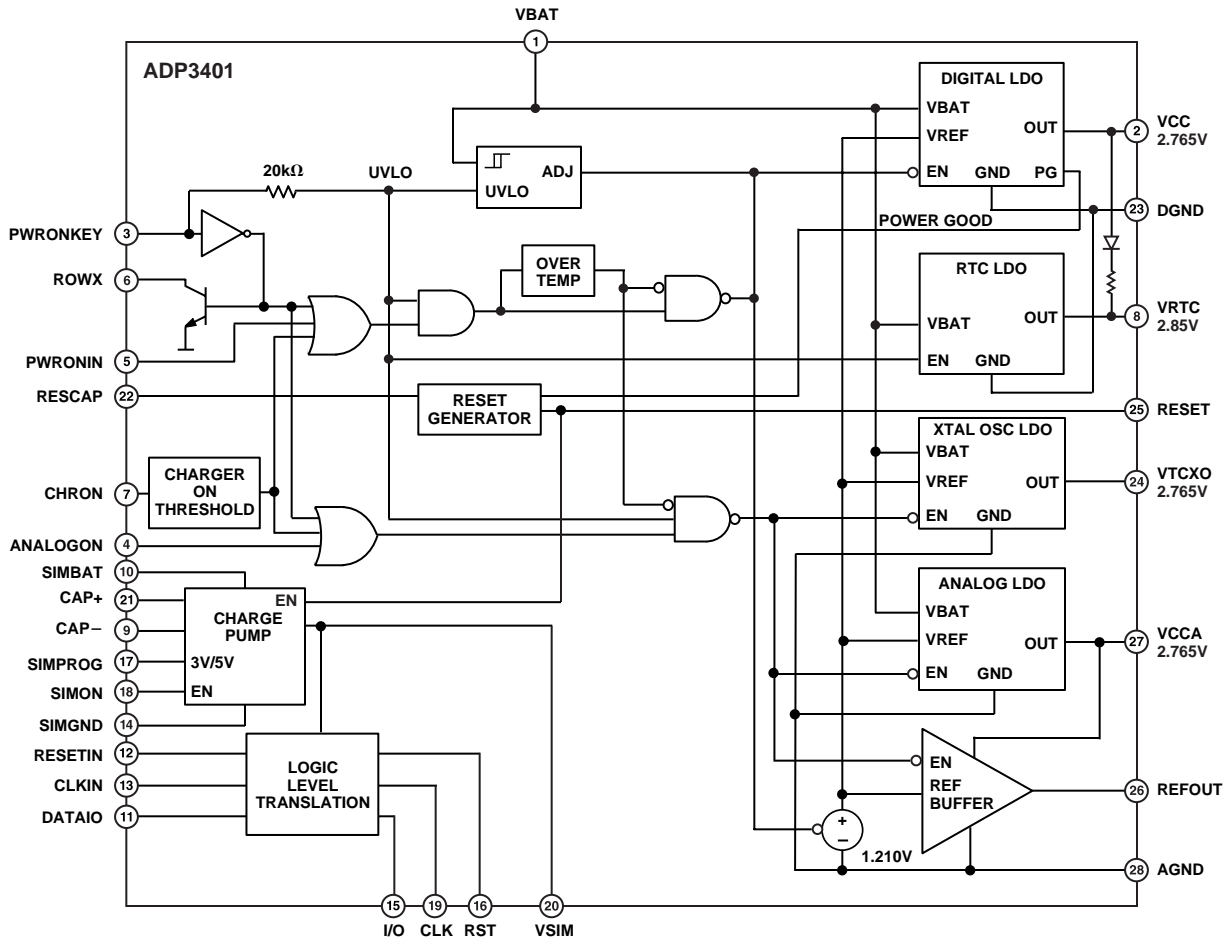 VBAT
1
ADP3401
DIGITAL LDO
VBAT
VREF
OUT
EN
GND
PG
2
VCC
2.765V
20kΩ
UVLO
ADJ
UVLO
PWRONKEY
3
POWER GOOD
23
DGND
ROWX
6
OVER
TEMP
RTC LDO
VBAT
OUT
EN
GND
8
VRTC
2.85V
PWRONIN
5
RESCAP
22
RESET
GENERATOR
25
RESET
XTAL OSC LDO
VBAT
VREF
OUT
EN
GND
24
VTCXO
2.765V
CHRON
7
CHARGER
ON
THRESHOLD
ANALOGON
4
SIMBAT
10
CAP+
21
CAP−
9
SIMPROG
17
SIMON
18
SIMGND
14
EN
CHARGE
PUMP
3V/5V
EN
ANALOG LDO
VBAT
VREF
OUT
EN
GND
27
VCCA
2.765V
RESETIN
12
CLKIN
13
DATAIO
11
LOGIC
LEVEL
TRANSLATION
EN
REF
BUFFER
26
REFOUT
+
−
1.210V
28
AGND
15
19
16
20
I/O
CLK
RST
VSIM